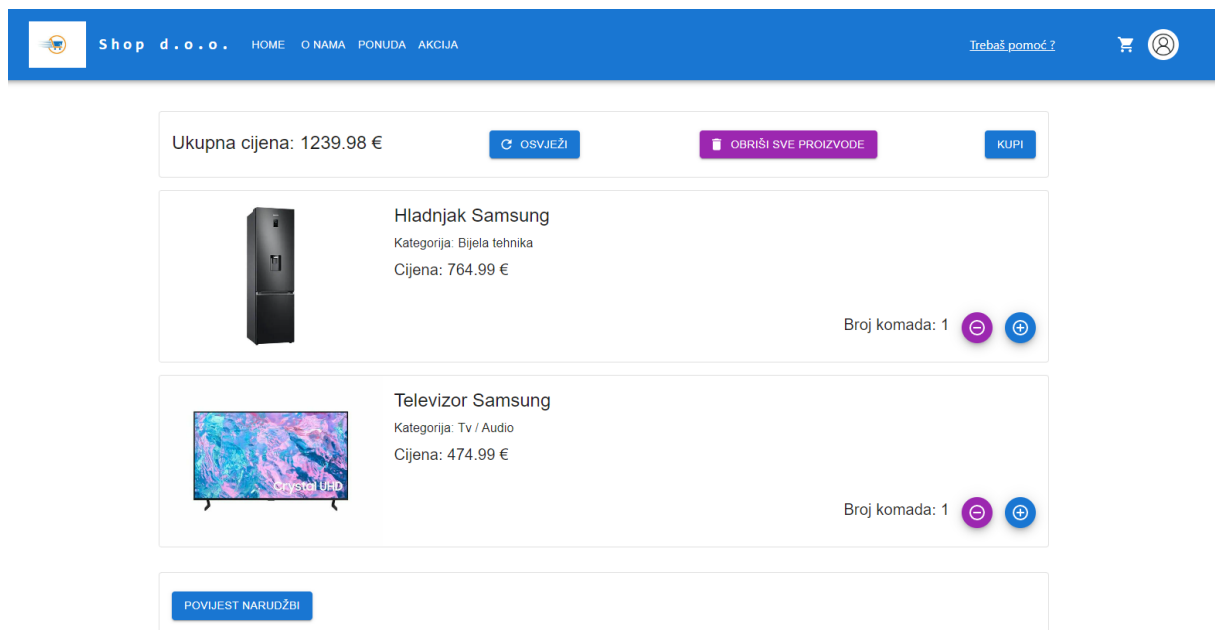 Shop d.o.o. HOME O NAMA PONUDA AKCIJA Trebaš pomoć ?
Ukupna cijena: 1239.98 € OSVJEŽI OBRIŠI SVE PROIZVODE KUPI
Hladnjak Samsung
Kategorija: Bijela tehnika
Cijena: 764.99 €
Broj komada: 1
Televizor Samsung
Kategorija: Tv / Audio
Cijena: 474.99 €
Crystal UHD
Broj komada: 1
POVIJEST NARUDŽBI